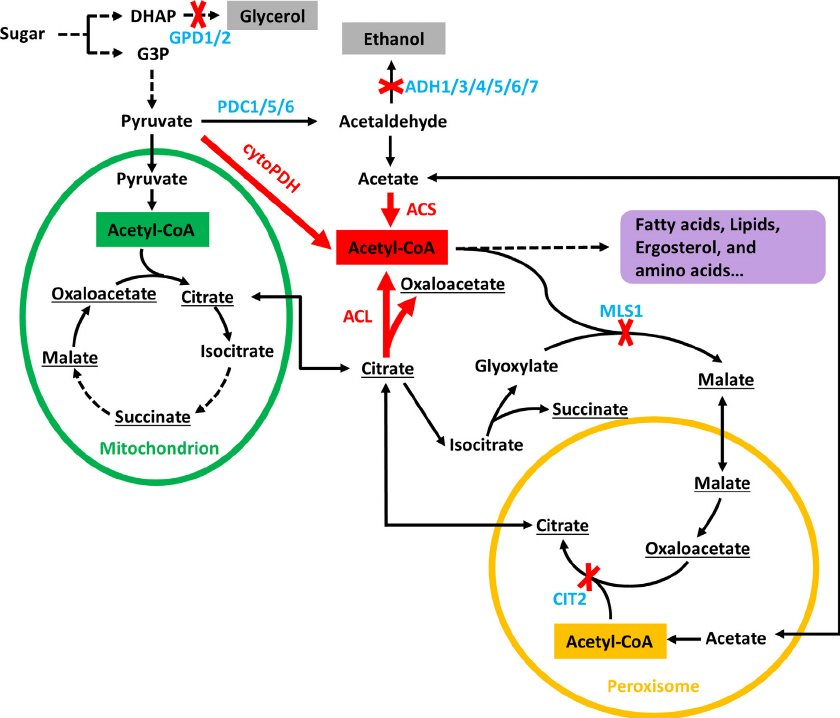 Sugar
DHAP
GPD1/2
Glycerol
G3P
Ethanol
ADH1/3/4/5/6/7
Pyruvate
PDC1/5/6
Acetaldehyde
cytoPDH
Pyruvate
Acetate
ACS
Acetyl-CoA
Acetyl-CoA
Fatty acids, Lipids,
Ergosterol, and
amino acids...
Oxaloacetate
Citrate
Oxaloacetate
ACL
MLS1
Malate
Isocitrate
Citrate
Glyoxylate
Malate
Succinate
Succinate
Mitochondrion
Isocitrate
Malate
Citrate
Oxaloacetate
CIT2
Acetyl-CoA
Acetate
Peroxisome